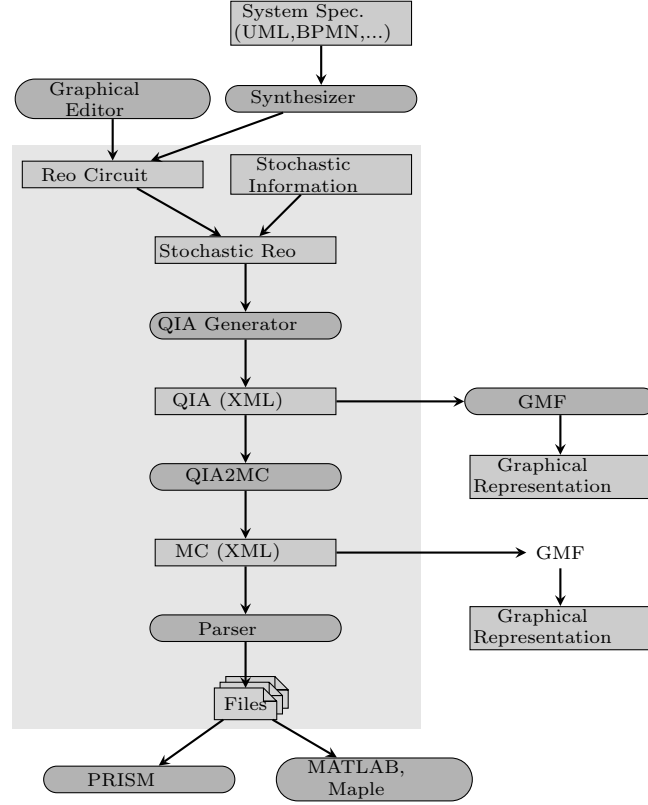 System Spec.
(UML,BPMN,...)
Graphical
Editor
Synthesizer
Reo Circuit
Stochastic
Information
Stochastic Reo
QIA Generator
QIA (XML)
GMF
QIA2MC
Graphical
Representation
MC (XML)
GMF
Parser
Graphical
Representation
Files
PRISM
MATLAB,
Maple